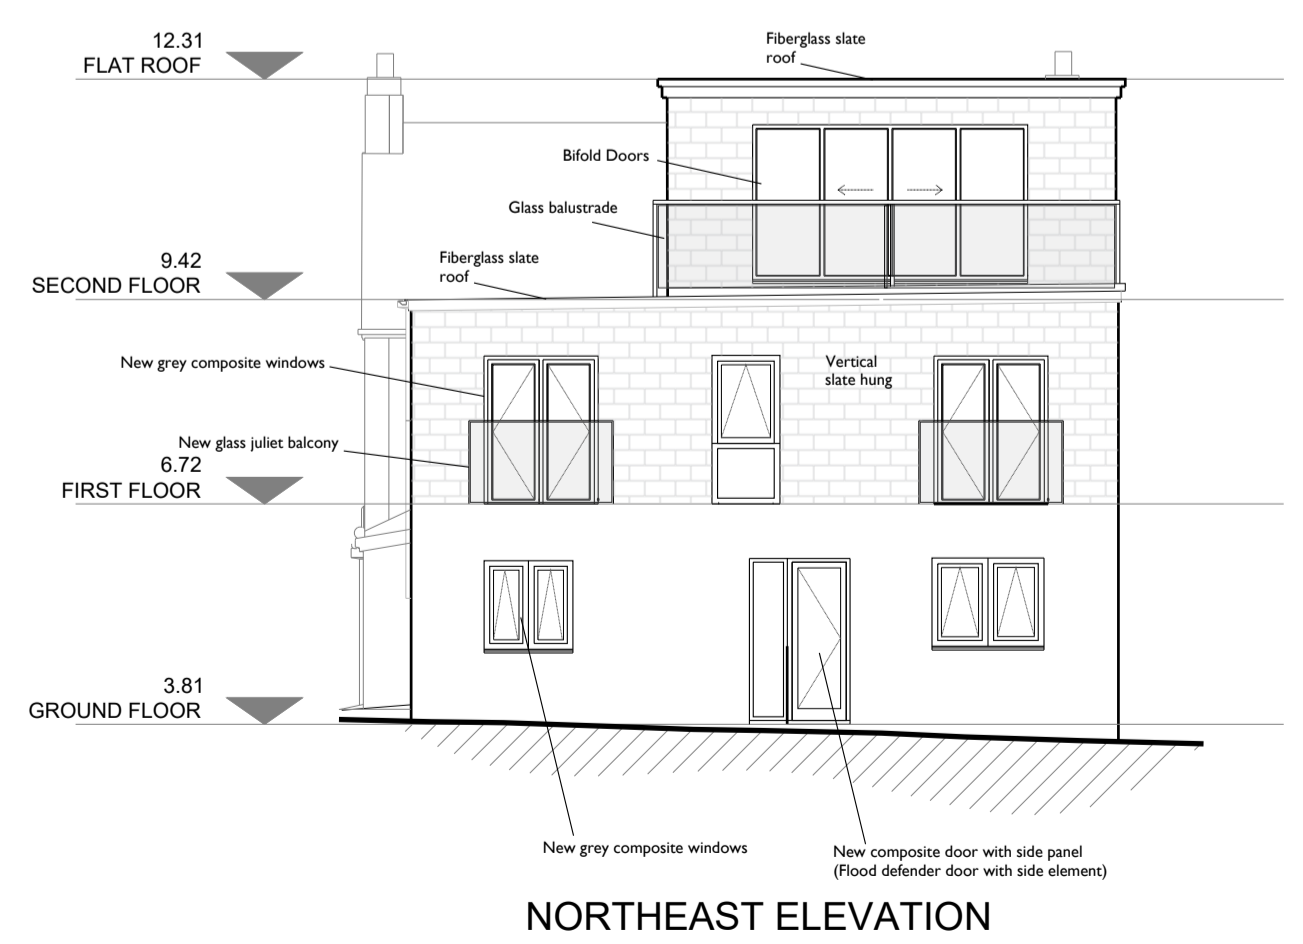 12.31
FLAT ROOF
Fiberglass slate
roof
Bifold Doors
Glass balustrade
9.42
SECOND FLOOR
Fiberglass slate
roof
New grey composite windows
Vertical
slate hung
New glass juliet balcony
6.72
FIRST FLOOR
3.81
GROUND FLOOR
New grey composite windows
New composite door with side panel
(Flood defender door with side element)
NORTHEAST ELEVATION